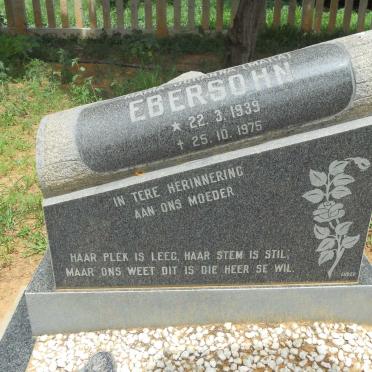 EBERSOHN
* 22. 3. 1939
+ 25. 10. 1975
IN TERE HERINNERING
AAN ONS MOEDER
HAAR PLEK IS LEEG, HAAR STEM IS STIL,
MAAR ONS WEET DIT IS DIE HEER SE WIL.